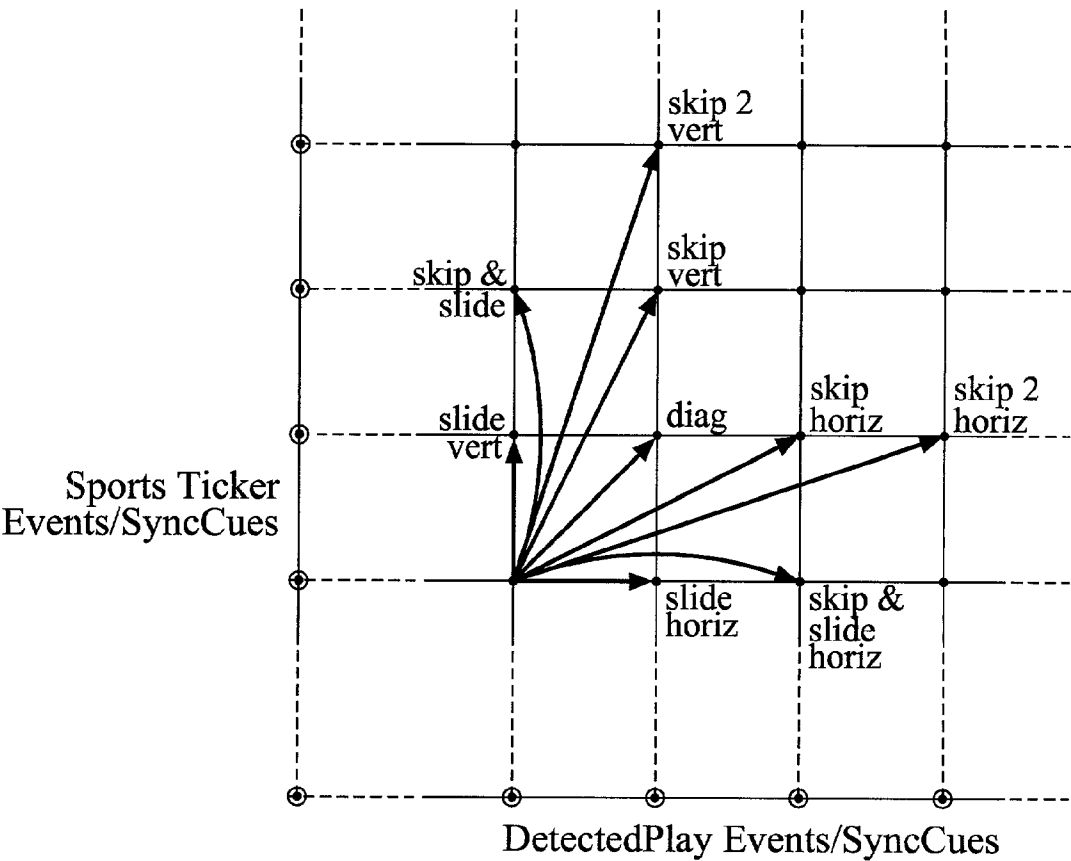 skip 2
vert
skip
vert
skip &
slide
skip
horiz
skip 2
horiz
slide
vert
diag
Sports Ticker
Events/SyncCues
slide
horiz
skip &
slide
horiz
DetectedPlay Events/SyncCues